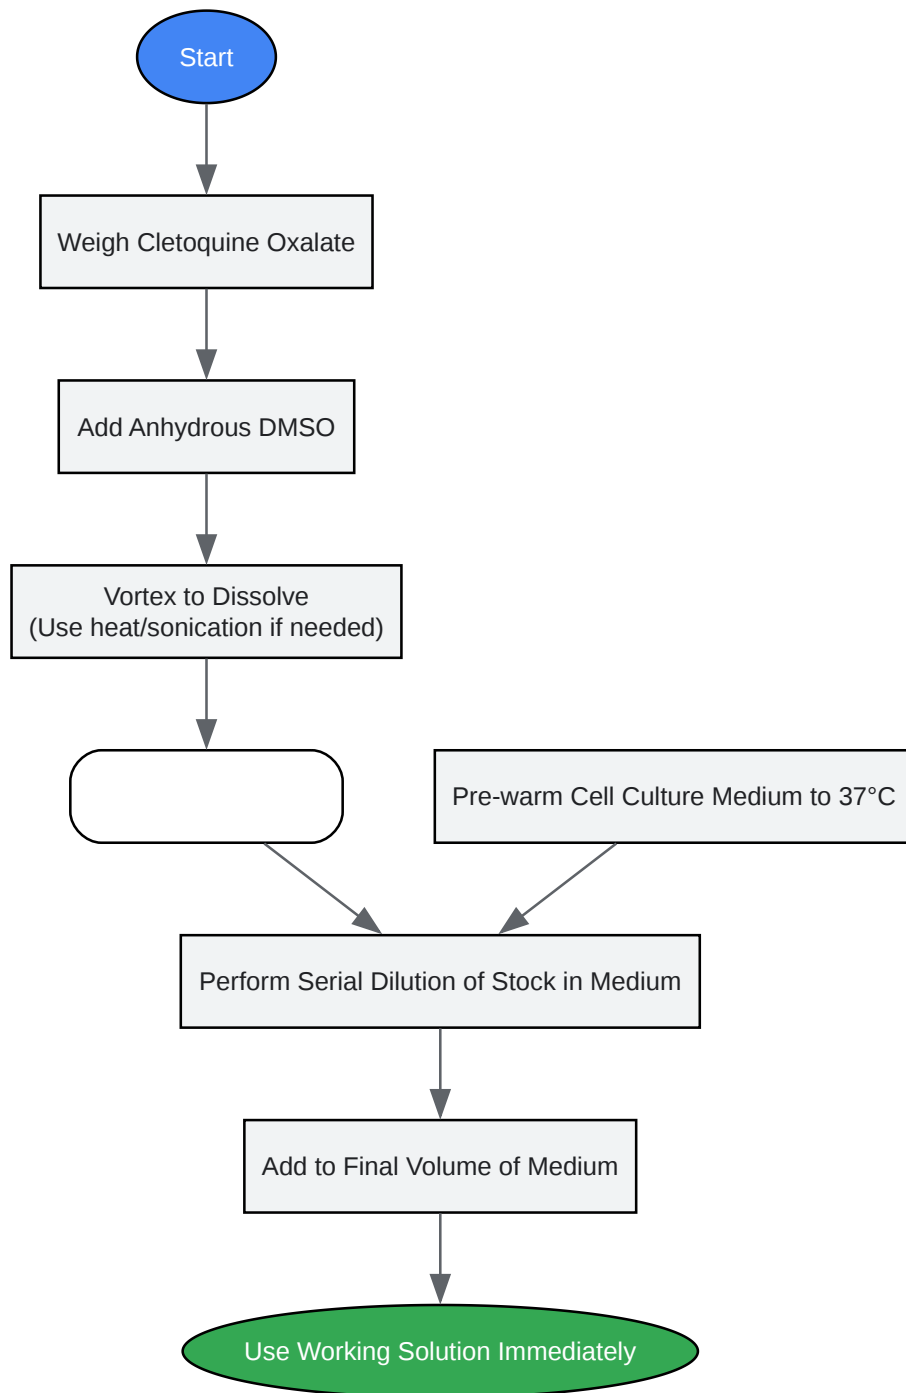 Start
Weigh Cletoquine Oxalate
Add Anhydrous DMSO
Vortex to Dissolve
(Use heat/sonication if needed)
Pre-warm Cell Culture Medium to 37°C
Perform Serial Dilution of Stock in Medium
Add to Final Volume of Medium
Use Working Solution Immediately